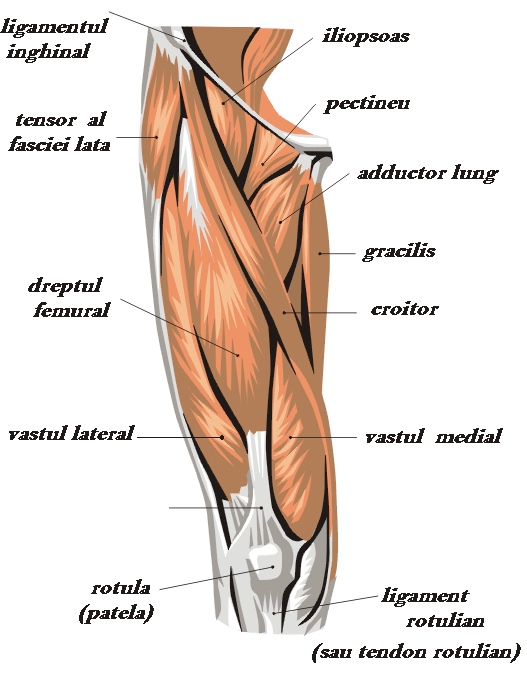 ligamentul
inghinal
iliopsoas
tensor al
fasciei lata
pectineu
adductor lung
gracilis
dreptul
femural
croitor
vastul lateral
vastul medial
rotula
(patela)
ligament
rotulian
(sau tendon rotulian)